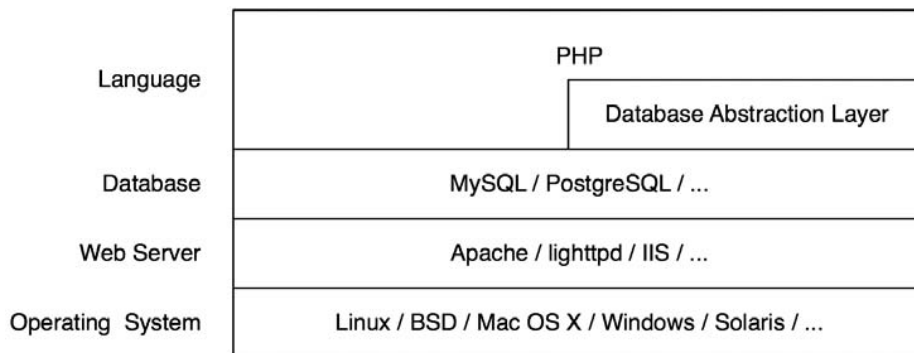 PHP
Language
Database Abstraction Layer
Database
MySQL / PostgreSQL / ...
Web Server
Apache / lighttpd / IIS / ...
Operating System
Linux / BSD / Mac OS X / Windows / Solaris / ...